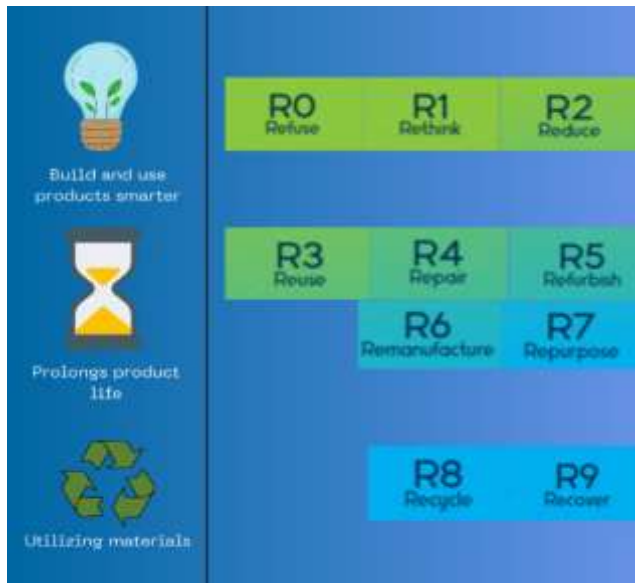 Build and use
products smarter
R0 R1 R2
Refuse Rethink Reduce
Prolongs product
life
R3 R4 R5
Reuse Repair Refurbish
R6 R7
Remanufacture Repurpose
Utilizing materials
R8 R9
Recycle Recover